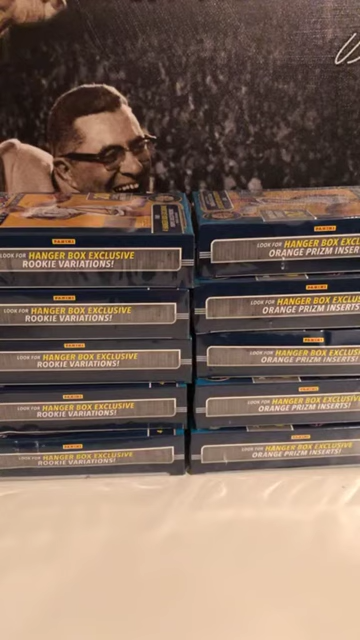 PANINI
LOOK FOR HANGER BOX EXCLUSIVE
ROOKIE VARIATIONS!
PANINI
LOOK FOR HANGER BOX EXCLUSIVE
ORANGE PRIZM INSERTS
PANINI
LOOK FOR HANGER BOX EXCLUSIVE
ROOKIE VARIATIONS!
PANINI
LOOK FOR HANGER BOX EXCLUSIVE
ORANGE PRIZM INSERTS
PANINI
LOOK FOR HANGER BOX EXCLUSIVE
ROOKIE VARIATIONS!
PANINI
LOOK FOR HANGER BOX EXCLUSIVE
ORANGE PRIZM INSERTS!
PANINI
LOOK FOR HANGER BOX EXCLUSIVE
ROOKIE VARIATIONS!
PANINI
LOOK FOR HANGER BOX EXCLUSIVE
ORANGE PRIZM INSERTS!
PANINI
LOOK FOR HANGER BOX EXCLUSIVE
ROOKIE VARIATIONS!
PANINI
LOOK FOR HANGER BOX EXCLUSIVE
ORANGE PRIZM INSERTS!